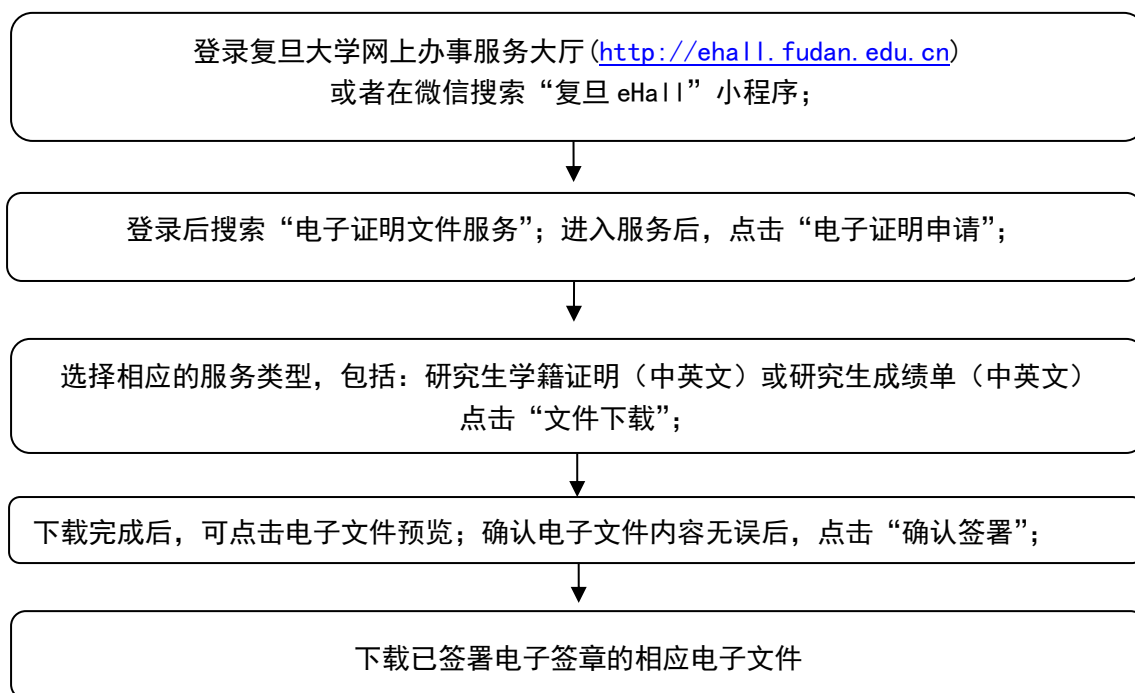 登录复旦大学网上办事服务大厅(http://ehall.fudan.edu.cn)
或者在微信搜索“复旦 eHall”小程序；
登录后搜索“电子证明文件服务”；进入服务后，点击“电子证明申请”；
选择相应的服务类型，包括：研究生学籍证明（中英文）或研究生成绩单（中英文）
点击“文件下载”；
下载完成后，可点击电子文件预览；确认电子文件内容无误后，点击“确认签署”；
下载已签署电子签章的相应电子文件